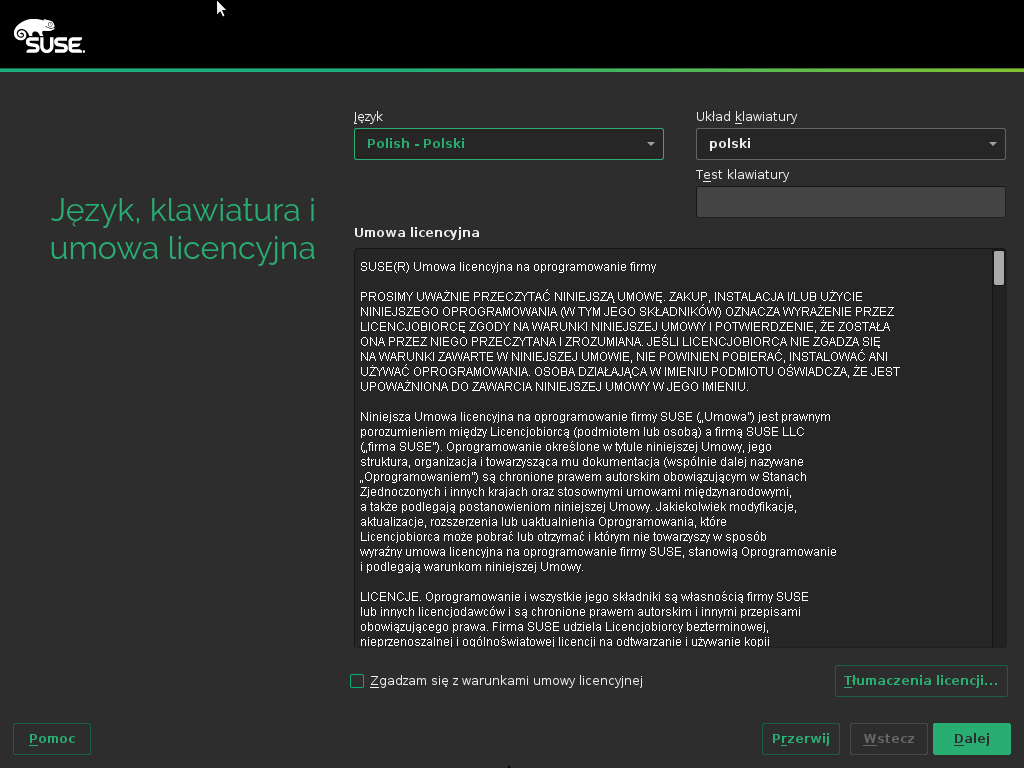 SUSE.
Język
Układ klawiatury
Polish - Polski
polski
Test klawiatury
Język, klawiatura i
umowa licencyjna
Umowa licencyjna
SUSE(R) Umowa licencyjna na oprogramowanie firmy
PROSIMY UWAŻNIE PRZECZYTAĆ NINIEJSZĄ UMOWĘ. ZAKUP, INSTALACJA I/LUB UŻYCIE
NINIEJSZEGO OPROGRAMOWANIA (W TYM JEGO SKŁADNIKÓW) OZNACZA WYRAŻENIE PRZEZ
LICENCJOBIORCĘ ZGODY NA WARUNKI NINIEJSZEJ UMOWY I POTWIERDZENIE, ŻE ZOSTAŁA
ONA PRZEZ NIEGO PRZECZYTANA I ZROZUMIANA. JEŚLI LICENCJOBIORCA NIE ZGADZA SIĘ
NA WARUNKI ZAWARTE W NINIEJSZEJ UMOWIE, NIE POWINIEN POBIERAĆ, INSTALOWAĆ ANI
UŻYWAĆ OPROGRAMOWANIA. OSOBA DZIAŁAJĄCA W IMIENIU PODMIOTU OŚWIADCZA, ŻE JEST
UPOWAŻNIONA DO ZAWARCIA NINIEJSZEJ UMOWY W JEGO IMIENIU.
Niniejsza Umowa licencyjna na oprogramowanie firmy SUSE („Umowa”) jest prawnym
porozumieniem między Licencjobiorcą (podmiotem lub osobą) a firmą SUSE LLC
(„firma SUSE”). Oprogramowanie określone w tytule niniejszej Umowy, jego
struktura, organizacja i towarzysząca mu dokumentacja (wspólnie dalej nazywane
„Oprogramowaniem”) są chronione prawem autorskim obowiązującym w Stanach
Zjednoczonych i innych krajach oraz stosownymi umowami międzynarodowymi,
a także podlegają postanowieniom niniejszej Umowy. Jakiekolwiek modyfikacje,
aktualizacje, rozszerzenia lub uaktualnienia Oprogramowania, które
Licencjobiorca może pobrać lub otrzymać i którym nie towarzyszy w sposób
wyraźny umowa licencyjna na oprogramowanie firmy SUSE, stanowią Oprogramowanie
i podlegają warunkom niniejszej Umowy.
LICENCJE. Oprogramowanie i wszystkie jego składniki są własnością firmy SUSE
lub innych licencjodawców i są chronione prawem autorskim i innymi przepisami
obowiązującego prawa. Firma SUSE udziela Licencjobiorcy bezterminowej,
nieprzenoszalnej i ogólnoświatowej licencji na odtwarzanie i używanie kopii
Zgadzam się z warunkami umowy licencyjnej
Tłumaczenia licencji...
Pomoc
Przerwij
Wstecz
Dalej